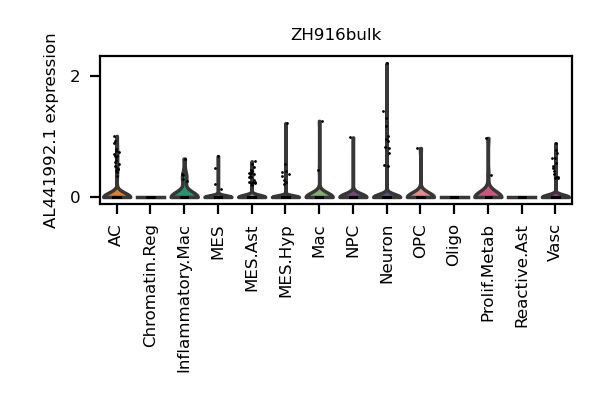 ZH916bulk
AL441992.1 expression
2
0
AC
Chromatin.Reg
Inflammatory.Mac
MES
MES.Ast
MES.Hyp
Mac
NPC
Neuron
OPC
Oligo
Prolif.Metab
Reactive.Ast
Vasc